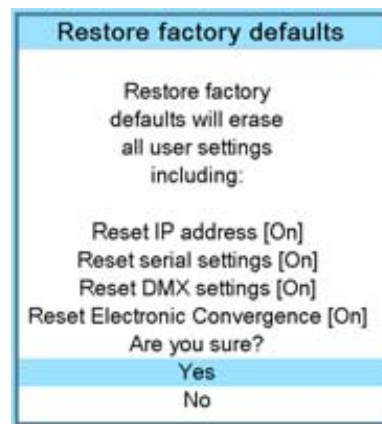 Restore factory defaults
Restore factory
defaults will erase
all user settings
including:
Reset IP address [On]
Reset serial settings [On]
Reset DMX settings [On]
Reset Electronic Convergence [On]
Are you sure?
Yes
No